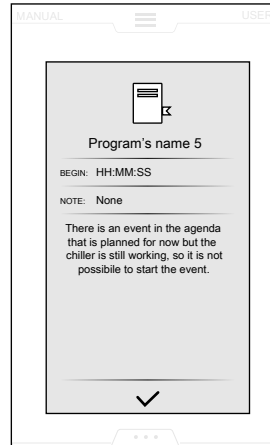 MANUAL USER
Program's name 5
BEGIN: HH:MM:SS
NOTE: None
There is an event in the agenda
that is planned for now but the
chiller is still working, so it is not
possibile to start the event.